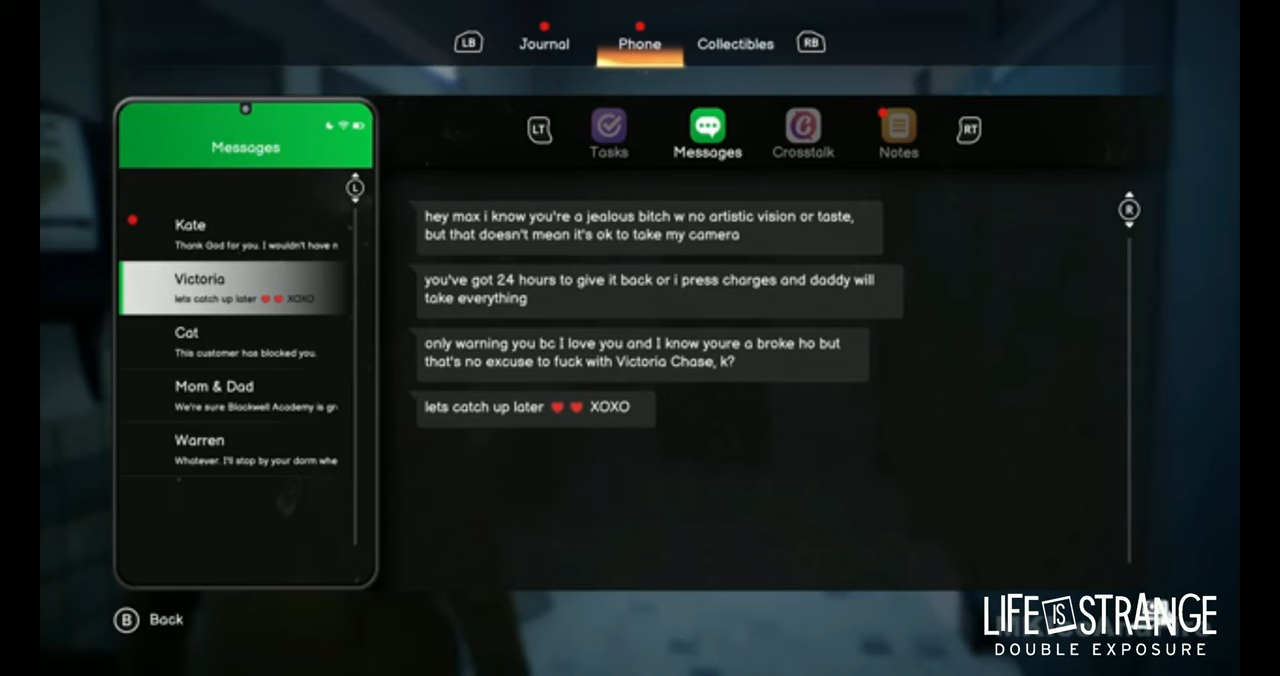 LB Journal Phone Collectibles RB
Messages
LT Tasks Messages Crosstalk Notes RT
L
R
Kate
Thank God for you. I wouldn't have n
Victoria
lets catch up later ❤️ ❤️ XOXO
Cat
This customer has blocked you.
Mom & Dad
We're sure Blackwell Academy is gr
Warren
Whatever. I'll stop by your dorm whe
hey max i know you're a jealous bitch w no artistic vision or taste,
but that doesn't mean it's ok to take my camera
you've got 24 hours to give it back or i press charges and daddy will
take everything
only warning you bc I love you and I know youre a broke ho but
that's no excuse to fuck with Victoria Chase, k?
lets catch up later ❤️ ❤️ XOXO
B Back
LIFE IS STRANGE
DOUBLE EXPOSURE